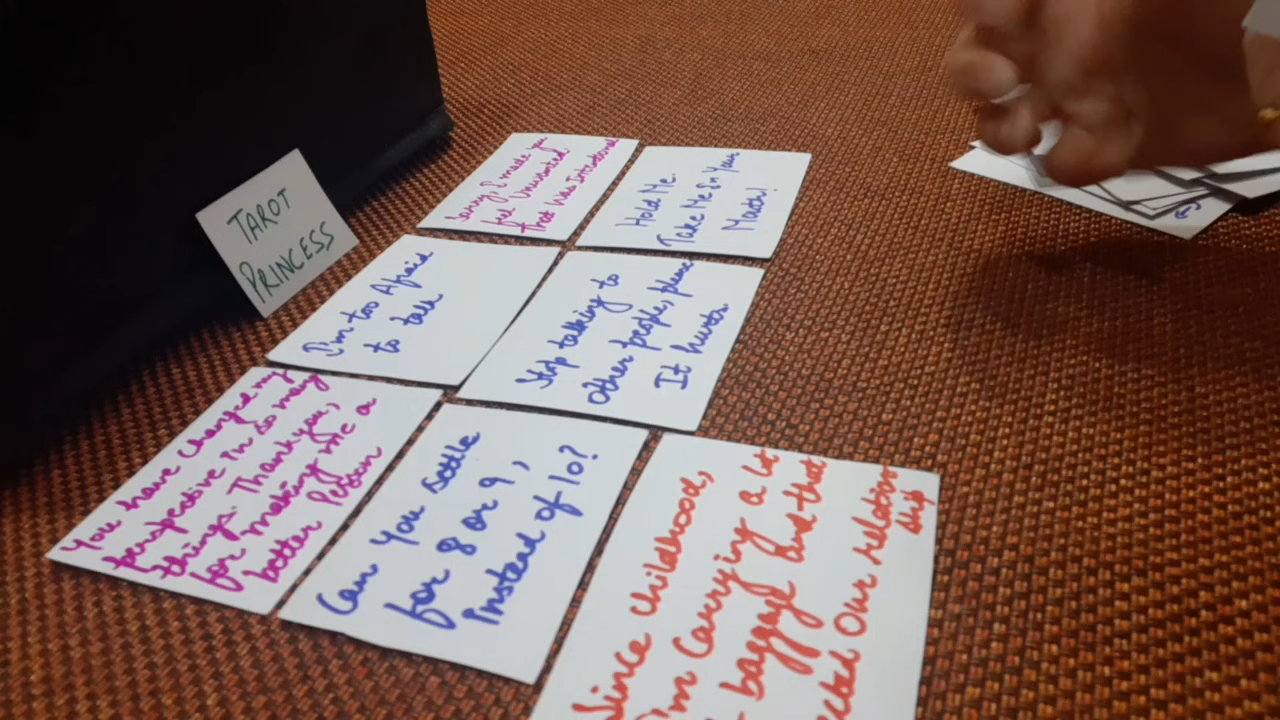 TAROT
PRINCESS
Sorry, I made you
feel Unwanted
That Was Intentional
Hold Me.
Take Me In Your
Mouth!
I'm too Afraid
to talk
Stop talking to
other people, please
It hurts
You have changed my
perspective In So many
things. Thank you,
for making me a
better Person
Can You settle
for 8 or 9,
Instead of 10?
Since childhood,
I'm Carrying a lot
baggage And that
Our relation
ship